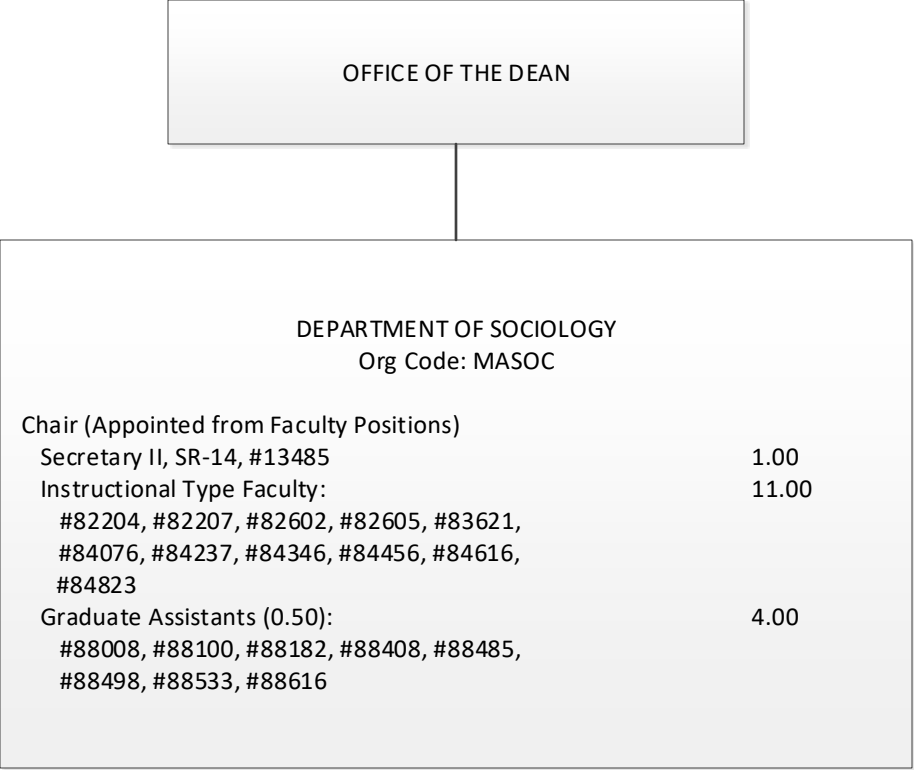 OFFICE OF THE DEAN
DEPARTMENT OF SOCIOLOGY
Org Code: MASOC
Chair (Appointed from Faculty Positions)
Secretary II, SR-14, #13485 1.00
Instructional Type Faculty: 11.00
#82204, #82207, #82602, #82605, #83621,
#84076, #84237, #84346, #84456, #84616,
#84823
Graduate Assistants (0.50): 4.00
#88008, #88100, #88182, #88408, #88485,
#88498, #88533, #88616